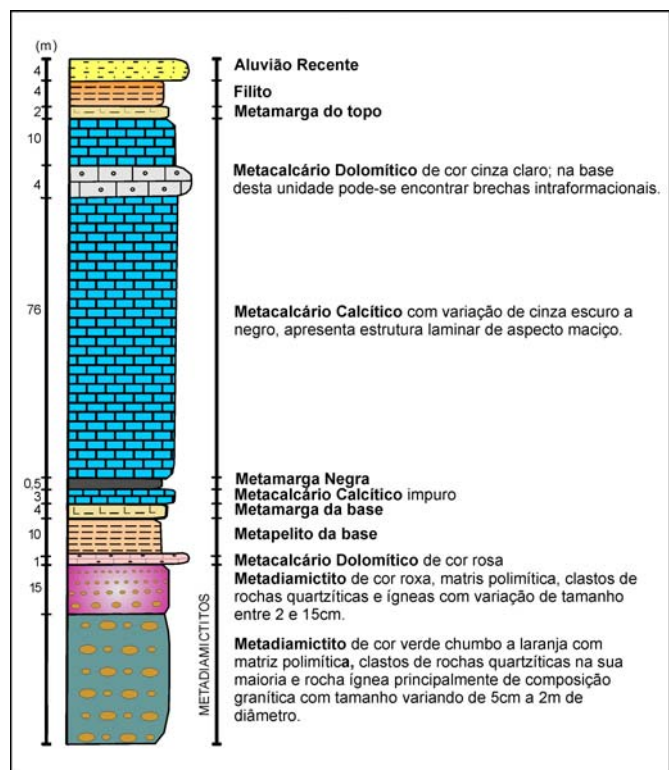 (m)
4
Aluvião Recente
4
Filito
2
Metamarga do topo
10
4
Metacalcário Dolomítico de cor cinza claro; na base
desta unidade pode-se encontrar brechas intraformacionais.
76
Metacalcário Calcítico com variação de cinza escuro a
negro, apresenta estrutura laminar de aspecto maciço.
0,5
Metamarga Negra
3
Metacalcário Calcítico impuro
4
Metamarga da base
10
Metapelito da base
1
Metacalcário Dolomítico de cor rosa
15
Metadiamictito de cor roxa, matris polimítica, clastos de
rochas quartzíticas e ígneas com variação de tamanho
entre 2 e 15cm.
METADIAMICTITOS
Metadiamictito de cor verde chumbo a laranja com
matriz polimítica, clastos de rochas quartzíticas na sua
maioria e rocha ígnea principalmente de composição
granítica com tamanho variando de 5cm a 2m de
diâmetro.